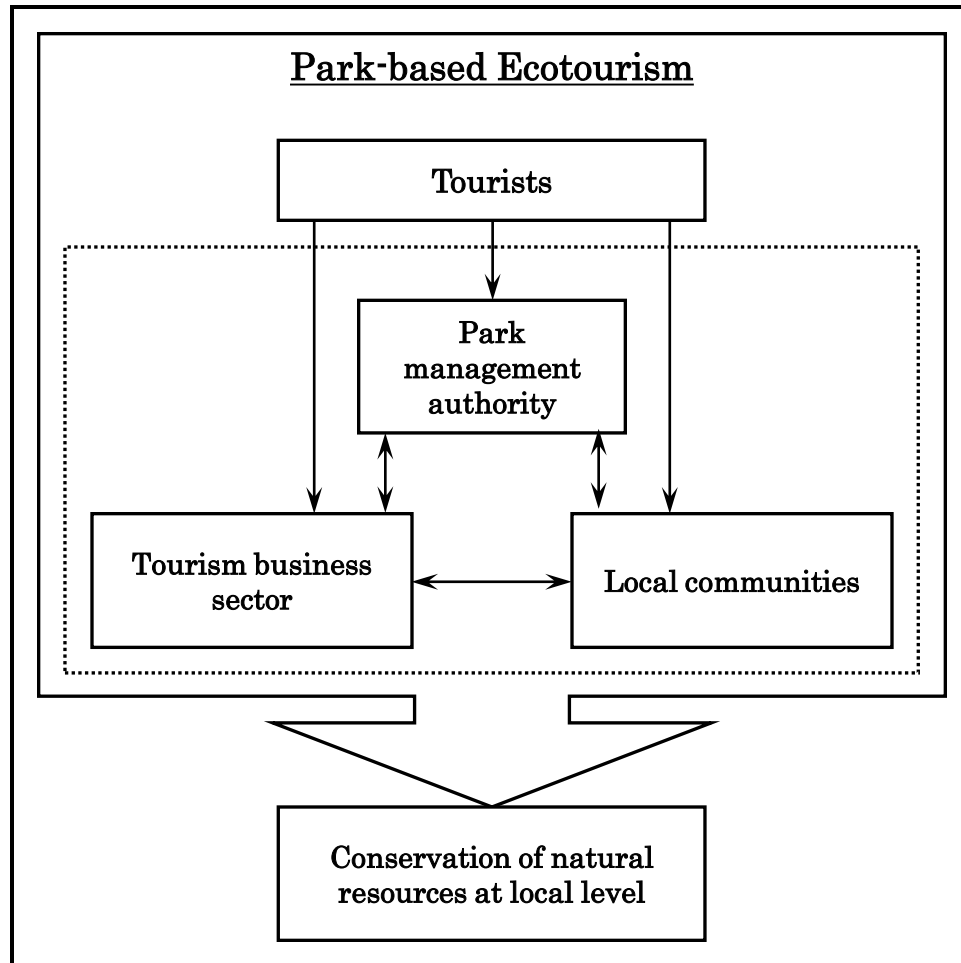 Park-based Ecotourism
Tourists
Park
management
authority
Tourism business
sector
Local communities
Conservation of natural
resources at local level